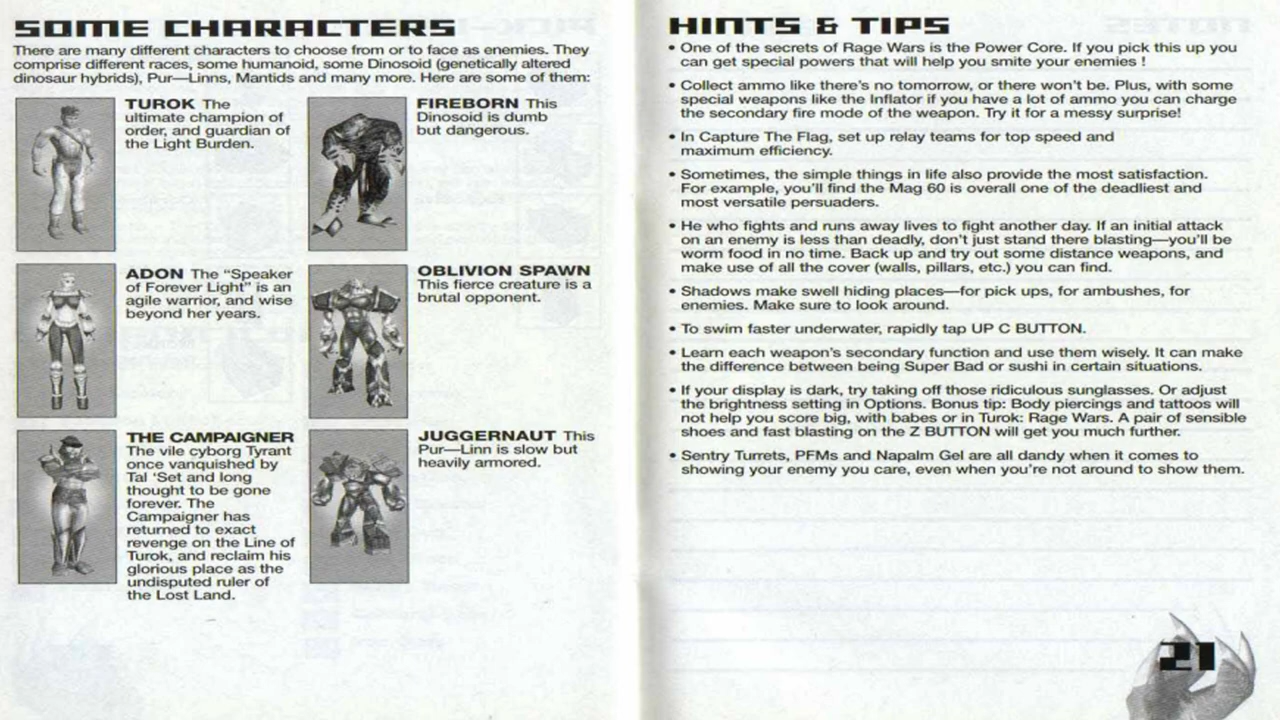 SOME CHARACTERS
There are many different characters to choose from or to face as enemies. They
comprise different races, some humanoid, some Dinosoid (genetically altered
dinosaur hybrids), Pur—Linns, Mantids and many more. Here are some of them:
TUROK The
ultimate champion of
order, and guardian of
the Light Burden.
FIREBORN This
Dinosoid is dumb
but dangerous.
ADON The “Speaker
of Forever Light” is an
agile warrior, and wise
beyond her years.
OBLIVION SPAWN
This fierce creature is a
brutal opponent.
THE CAMPAIGNER
The vile cyborg Tyrant
once vanquished by
Tal ‘Set and long
thought to be gone
forever. The
Campaigner has
returned to exact
revenge on the Line of
Turok, and reclaim his
glorious place as the
undisputed ruler of
the Lost Land.
JUGGERNAUT This
Pur—Linn is slow but
heavily armored.
HINTS & TIPS
• One of the secrets of Rage Wars is the Power Core. If you pick this up you
can get special powers that will help you smite your enemies !
• Collect ammo like there’s no tomorrow, or there won’t be. Plus, with some
special weapons like the Inflator if you have a lot of ammo you can charge
the secondary fire mode of the weapon. Try it for a messy surprise!
• In Capture The Flag, set up relay teams for top speed and
maximum efficiency.
• Sometimes, the simple things in life also provide the most satisfaction.
For example, you’ll find the Mag 60 is overall one of the deadliest and
most versatile persuaders.
• He who fights and runs away lives to fight another day. If an initial attack
on an enemy is less than deadly, don’t just stand there blasting—you’ll be
worm food in no time. Back up and try out some distance weapons, and
make use of all the cover (walls, pillars, etc.) you can find.
• Shadows make swell hiding places—for pick ups, for ambushes, for
enemies. Make sure to look around.
• To swim faster underwater, rapidly tap UP C BUTTON.
• Learn each weapon’s secondary function and use them wisely. It can make
the difference between being Super Bad or sushi in certain situations.
• If your display is dark, try taking off those ridiculous sunglasses. Or adjust
the brightness setting in Options. Bonus tip: Body piercings and tattoos will
not help you score big, with babes or in Turok: Rage Wars. A pair of sensible
shoes and fast blasting on the Z BUTTON will get you much further.
• Sentry Turrets, PFMs and Napalm Gel are all dandy when it comes to
showing your enemy you care, even when you’re not around to show them.
21